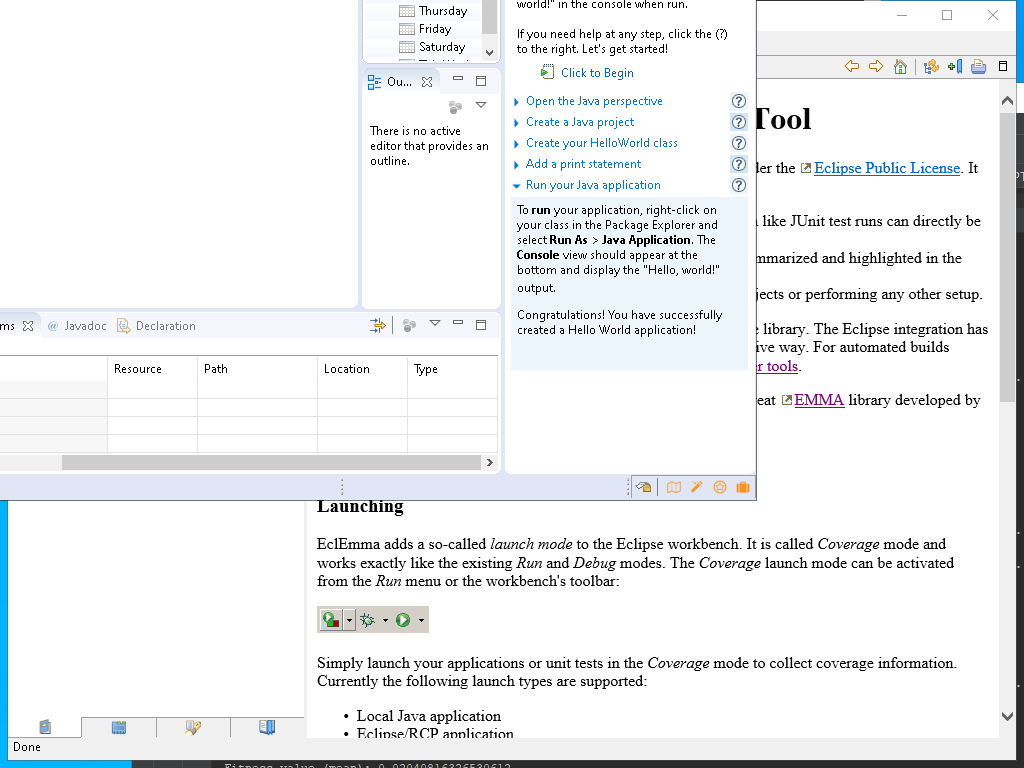 Thursday
Friday
Saturday
Ou...
There is no active
editor that provides an
outline.
world!" in the console when run.
If you need help at any step, click the (?)
to the right. Let's get started!
Click to Begin
Open the Java perspective
Create a Java project
Create your HelloWorld class
Add a print statement
Run your Java application
To run your application, right-click on
your class in the Package Explorer and
select Run As > Java Application. The
Console view should appear at the
bottom and display the "Hello, world!"
output.
Congratulations! You have successfully
created a Hello World application!
ms
@ Javadoc
Declaration
Resource Path Location Type
Tool
der the Eclipse Public License. It
like JUnit test runs can directly be
mmarized and highlighted in the
jects or performing any other setup.
library. The Eclipse integration has
ive way. For automated builds
r tools.
eat EMMA library developed by
Launching
EclEmma adds a so-called launch mode to the Eclipse workbench. It is called Coverage mode and
works exactly like the existing Run and Debug modes. The Coverage launch mode can be activated
from the Run menu or the workbench's toolbar:
Simply launch your applications or unit tests in the Coverage mode to collect coverage information.
Currently the following launch types are supported:
• Local Java application
• Eclipse/RCP application
Done
Fitness value (mean): 0.02040816326530612